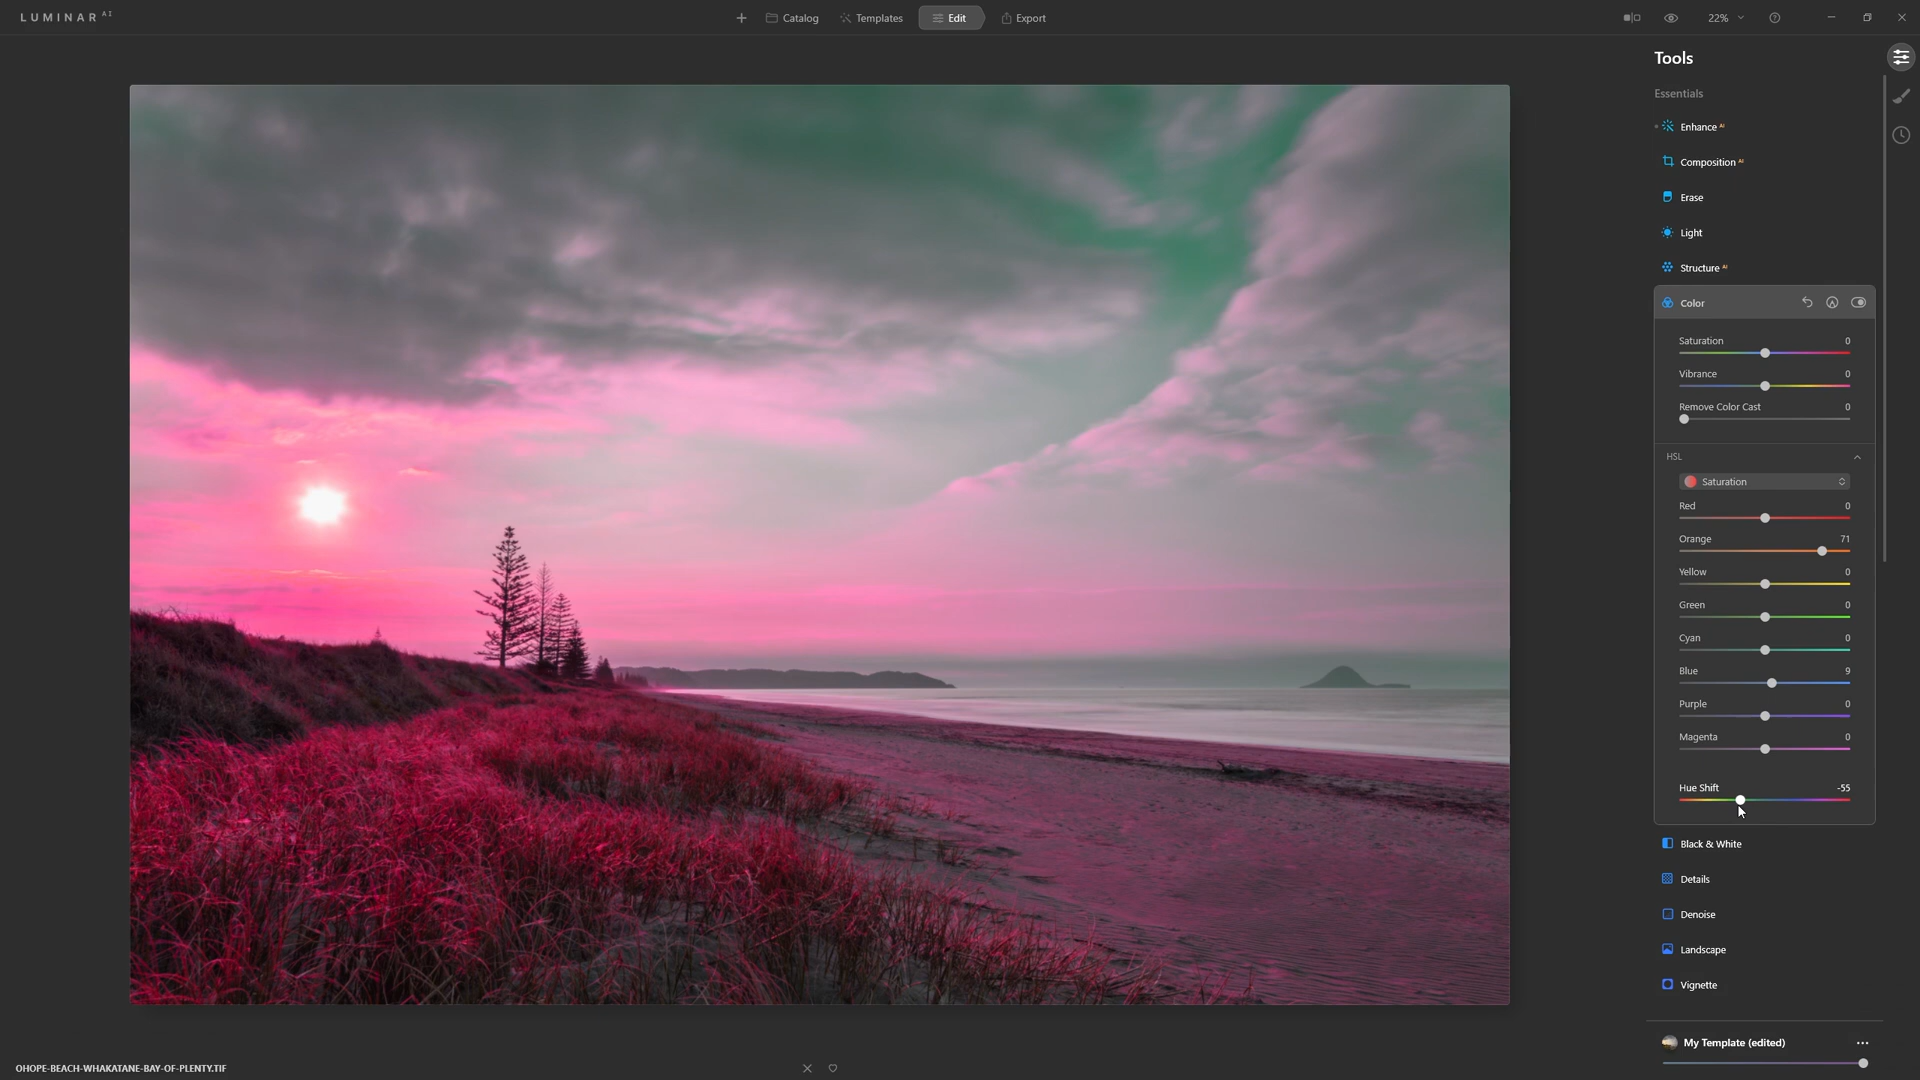 LUMINAR AI
Catalog
Templates
Edit
Export
22%
Tools
Essentials
Enhance AI
Composition AI
Erase
Light
Structure AI
Color
Saturation 0
Vibrance 0
Remove Color Cast 0
HSL
Saturation
Red 0
Orange 71
Yellow 0
Green 0
Cyan 0
Blue 9
Purple 0
Magenta 0
Hue Shift -55
Black & White
Details
Denoise
Landscape
Vignette
My Template (edited)
OHOPE-BEACH-WHAKATANE-BAY-OF-PLENTY.TIF